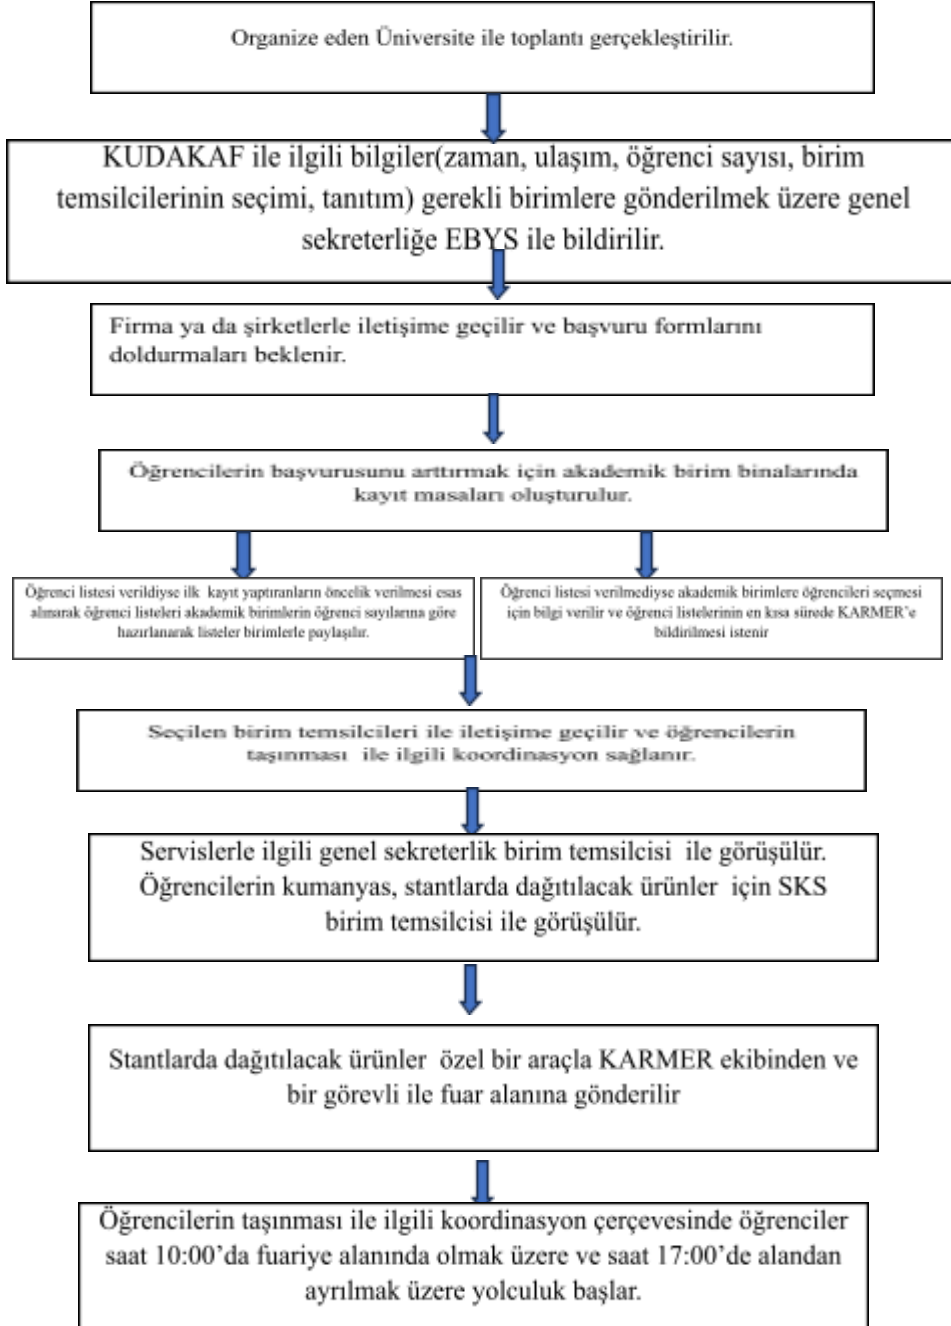 Organize eden Üniversite ile toplantı gerçekleştirilir.
KUDAKAF ile ilgili bilgiler(zaman, ulaşım, öğrenci sayısı, birim
temsilcilerinin seçimi, tanıtım) gerekli birimlere gönderilmek üzere genel
sekreterliğe EBYS ile bildirilir.
Firma ya da şirketlerle iletişime geçilir ve başvuru formlarını
doldurmaları beklenir.
Öğrencilerin başvurusunu arttırmak için akademik birim binalarında
kayıt masaları oluşturulur.
Öğrenci listesi verildiyse ilk kayıt yaptıranların öncelik verilmesi esas
alınarak öğrenci listeleri akademik birimlerin öğrenci sayılarına göre
hazırlanarak listeler birimlerle paylaşılır.
Öğrenci listesi verilmediyse akademik birimlere öğrencileri seçmesi
için bilgi verilir ve öğrenci listelerinin en kısa sürede KARMER’e
bildirilmesi istenir
Seçilen birim temsilcileri ile iletişime geçilir ve öğrencilerin
taşınması ile ilgili koordinasyon sağlanır.
Servislerle ilgili genel sekreterlik birim temsilcisi ile görüşülür.
Öğrencilerin kumanyas, stantlarda dağıtılacak ürünler için SKS
birim temsilcisi ile görüşülür.
Stantlarda dağıtılacak ürünler özel bir araçla KARMER ekibinden ve
bir görevli ile fuar alanına gönderilir
Öğrencilerin taşınması ile ilgili koordinasyon çerçevesinde öğrenciler
saat 10:00’da fuariye alanında olmak üzere ve saat 17:00’de alandan
ayrılmak üzere yolculuk başlar.